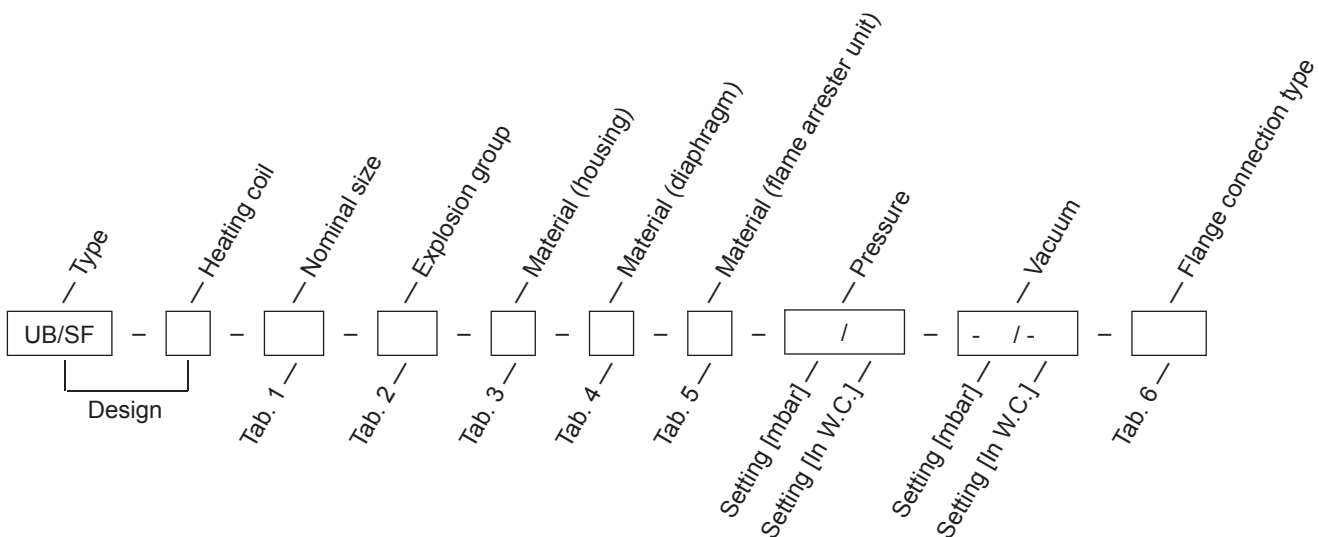 Type
Heating coil
Nominal size
Explosion group
Material (housing)
Material (diaphragm)
Material (flame arrester unit)
Pressure
Vacuum
Flange connection type
UB/SF – – – – – – – / – - / - –
Design
Tab. 1
Tab. 2
Tab. 3
Tab. 4
Tab. 5
Setting [mbar]
Setting [In W.C.]
Setting [mbar]
Setting [In W.C.]
Tab. 6